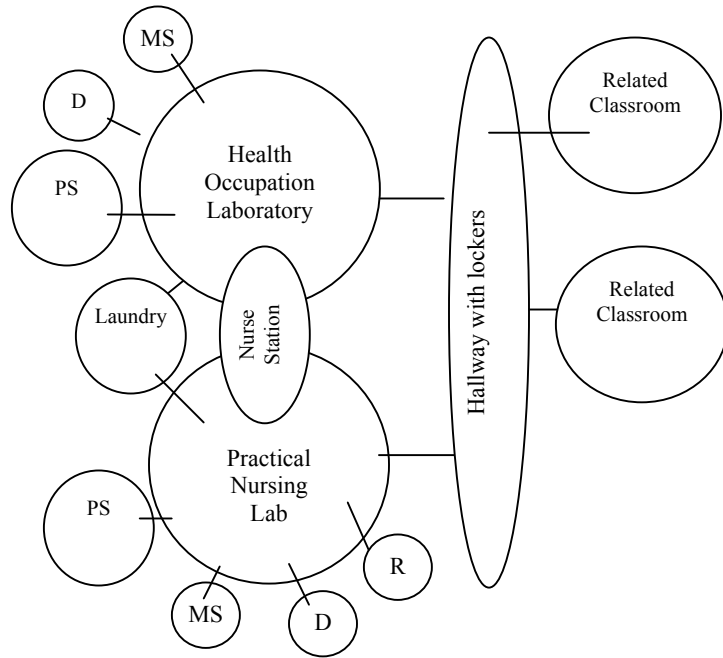 MS
D
PS
Health
Occupation
Laboratory
Related
Classroom
Laundry
Nurse
Station
Hallway with lockers
Related
Classroom
Practical
Nursing
Lab
PS
MS
D
R